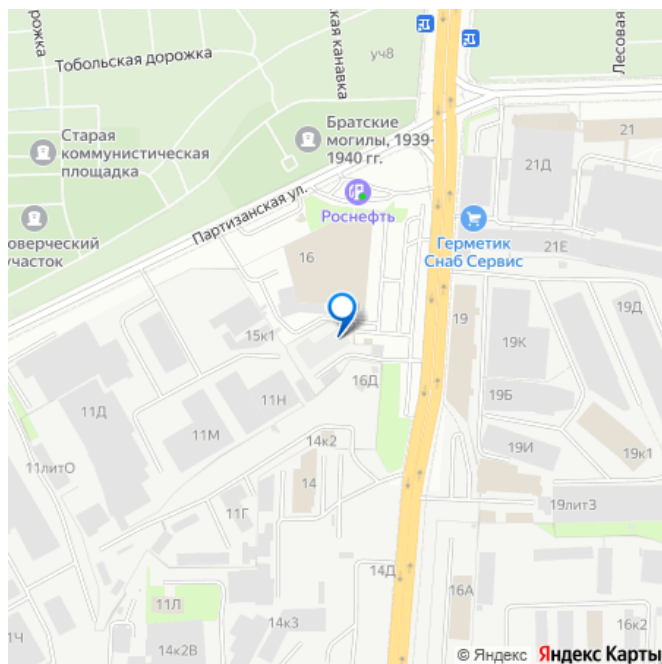 рожка
Тобольская дорожка
кая канавка
уч8
Лесовая
Старая
коммунистическая
площадка
Братские
могилы, 1939-
1940 гг.
21
21Д
Партизанская ул.
Роснефть
оверческий
участок
Герметик
Снаб Сервис
21Е
16
15к1
19
19Д
19К
16Д
11Д
11Н
19Б
11М
14к2
19И
19к1
11литО
14
11Г
19литЗ
14Д
11Л
16А
1Ч
14к3
14к2В
16к2
© Яндекс Яндекс Карты